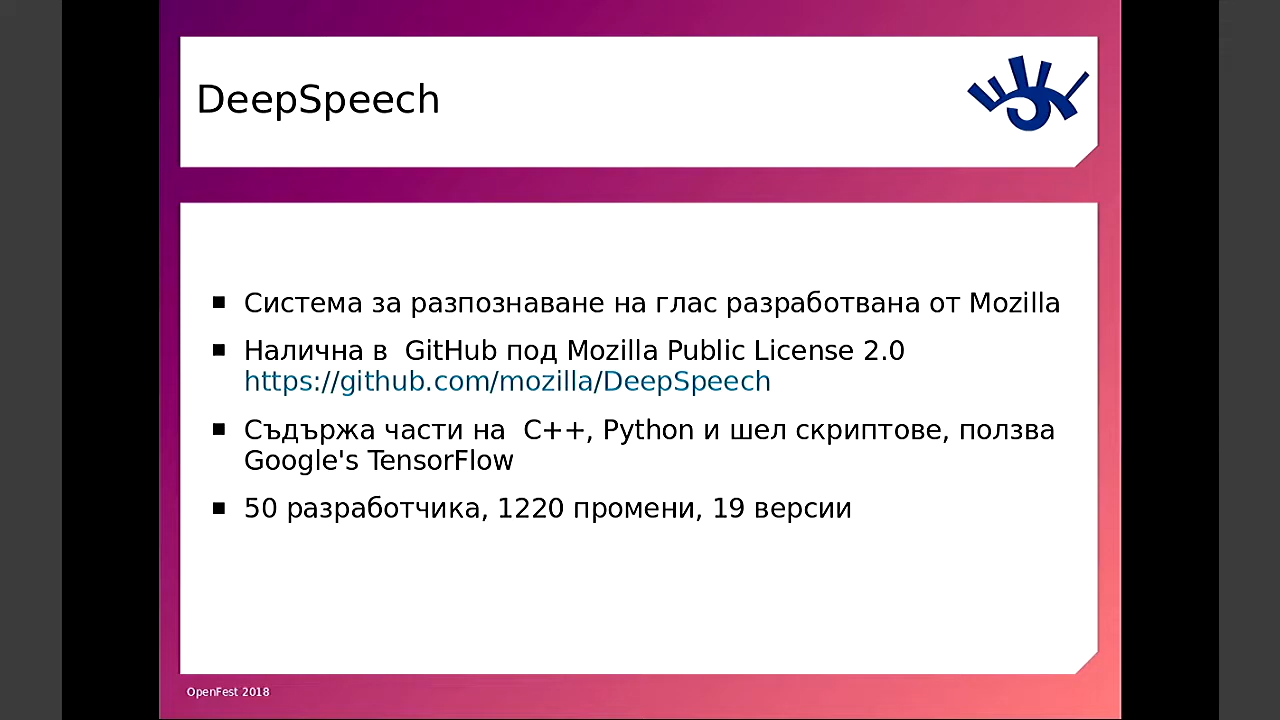 DeepSpeech
Система за разпознаване на глас разработвана от Mozilla
Налична в  GitHub под Mozilla Public License 2.0
https://github.com/mozilla/DeepSpeech
Съдържа части на  C++, Python и шел скриптове, ползва
Google's TensorFlow
50 разработчика, 1220 промени, 19 версии
OpenFest 2018